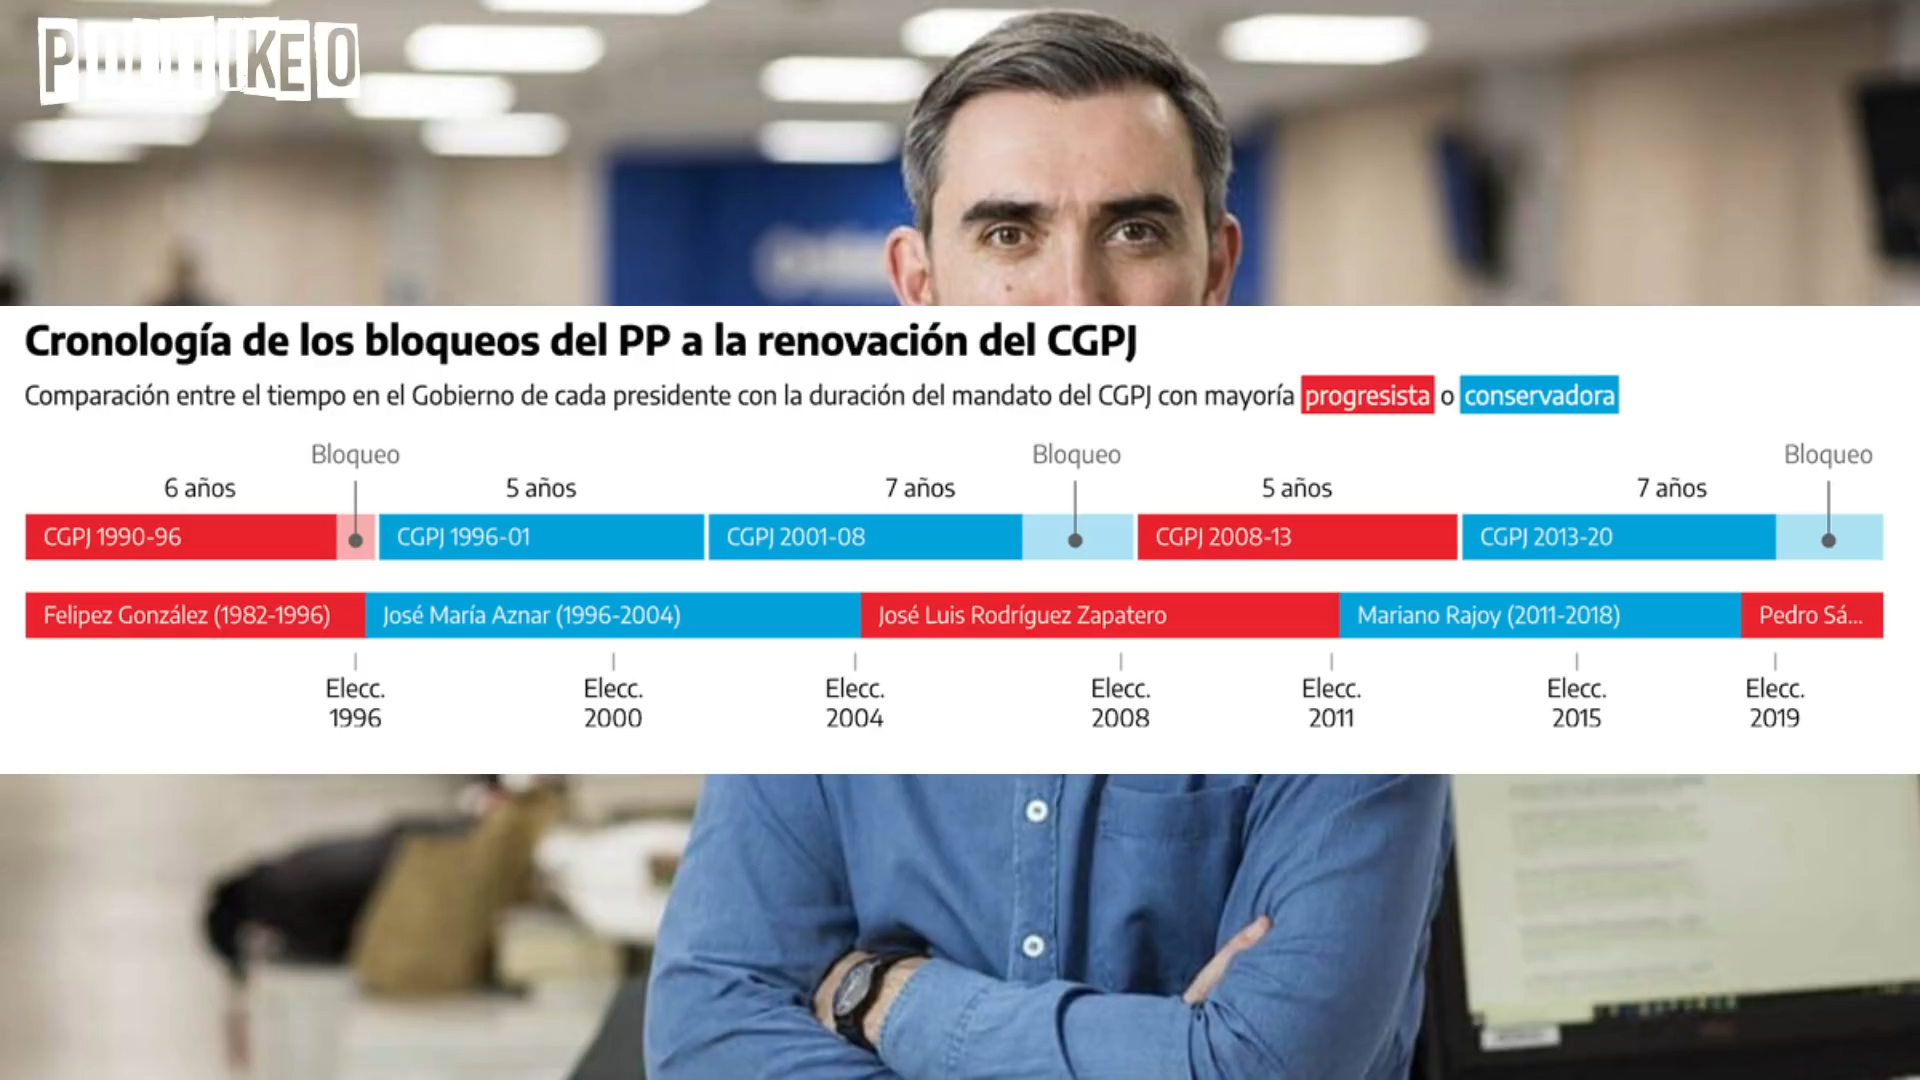 POLITIKEO
Cronología de los bloqueos del PP a la renovación del CGPJ
Comparación entre el tiempo en el Gobierno de cada presidente con la duración del mandato del CGPJ con mayoría progresista o conservadora
Bloqueo Bloqueo Bloqueo
6 años 5 años 7 años 5 años 7 años
CGPJ 1990-96 CGPJ 1996-01 CGPJ 2001-08 CGPJ 2008-13 CGPJ 2013-20
Felipez González (1982-1996) José María Aznar (1996-2004) José Luis Rodríguez Zapatero Mariano Rajoy (2011-2018) Pedro Sá...
Elecc. Elecc. Elecc. Elecc. Elecc. Elecc. Elecc.
1996 2000 2004 2008 2011 2015 2019